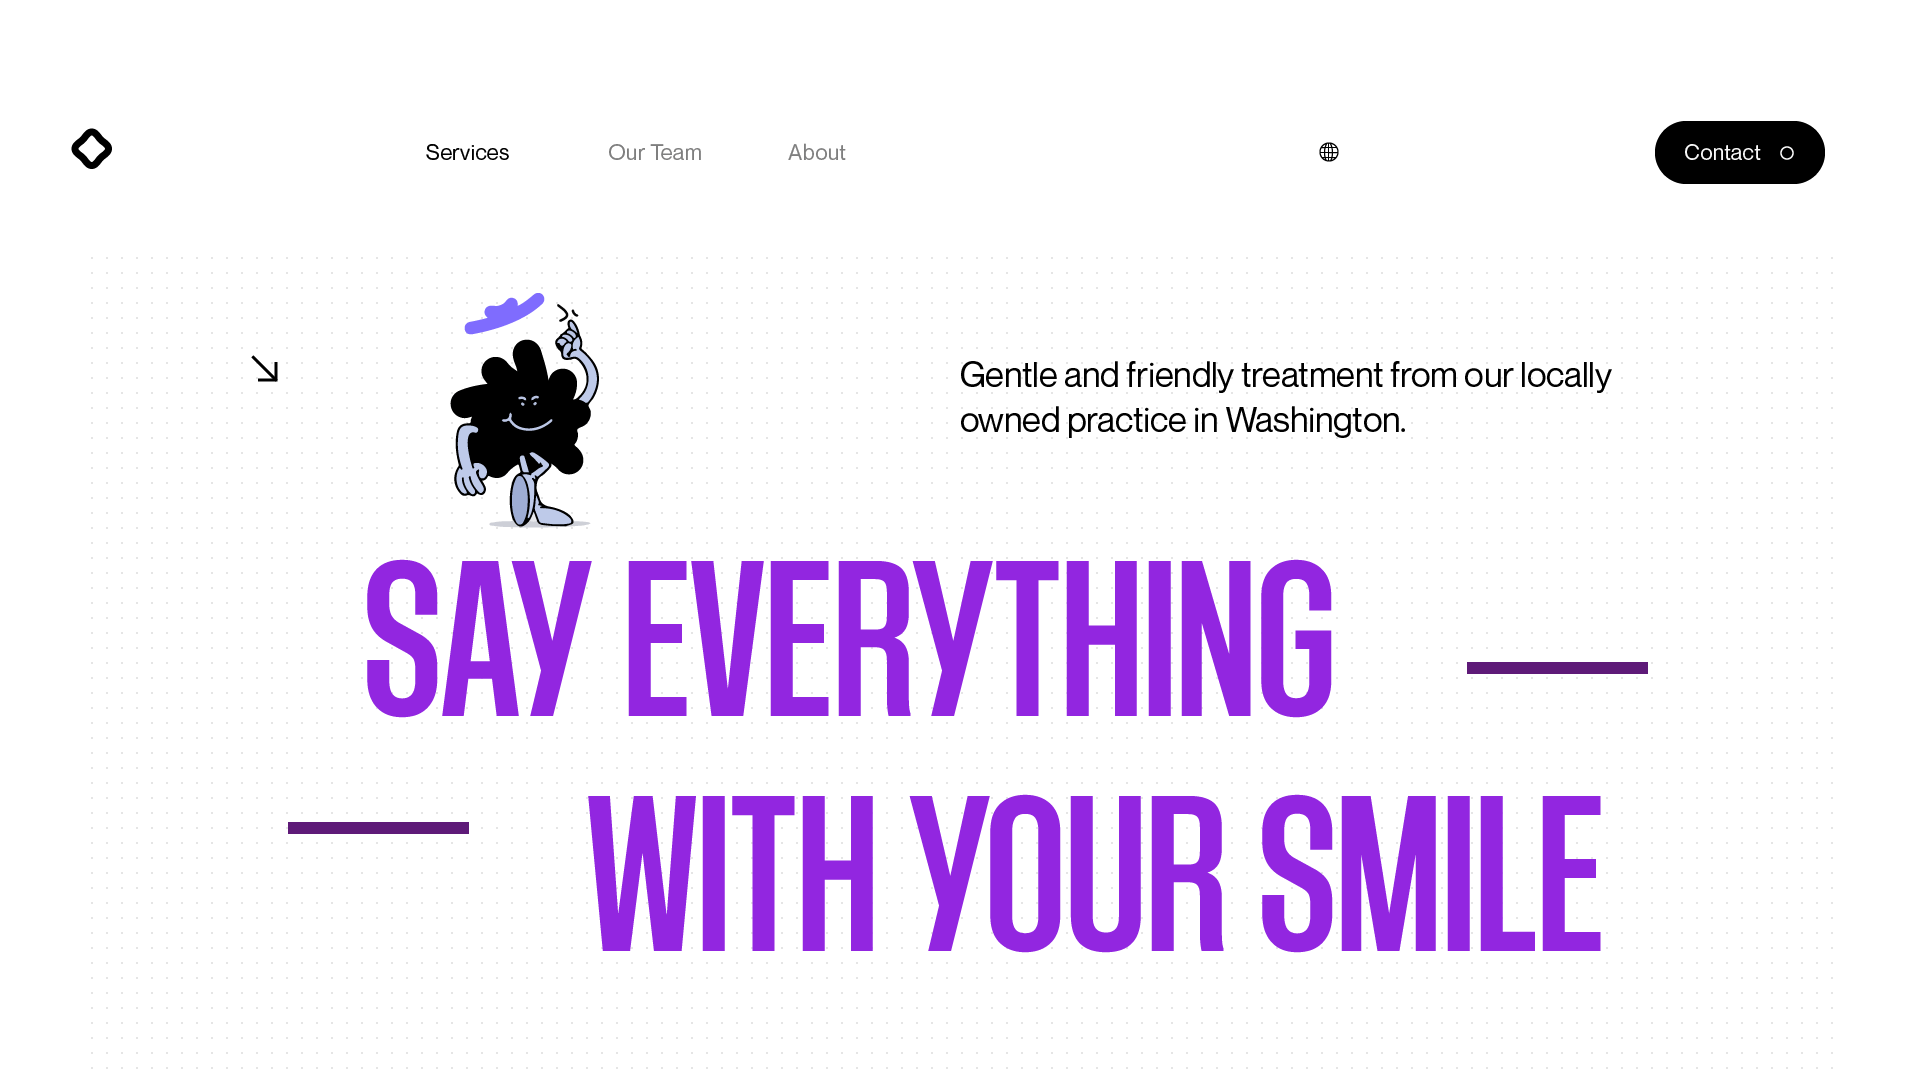 Services
Our Team
About
Contact
Gentle and friendly treatment from our locally
owned practice in Washington.
SAY EVERYTHING
WITH YOUR SMILE